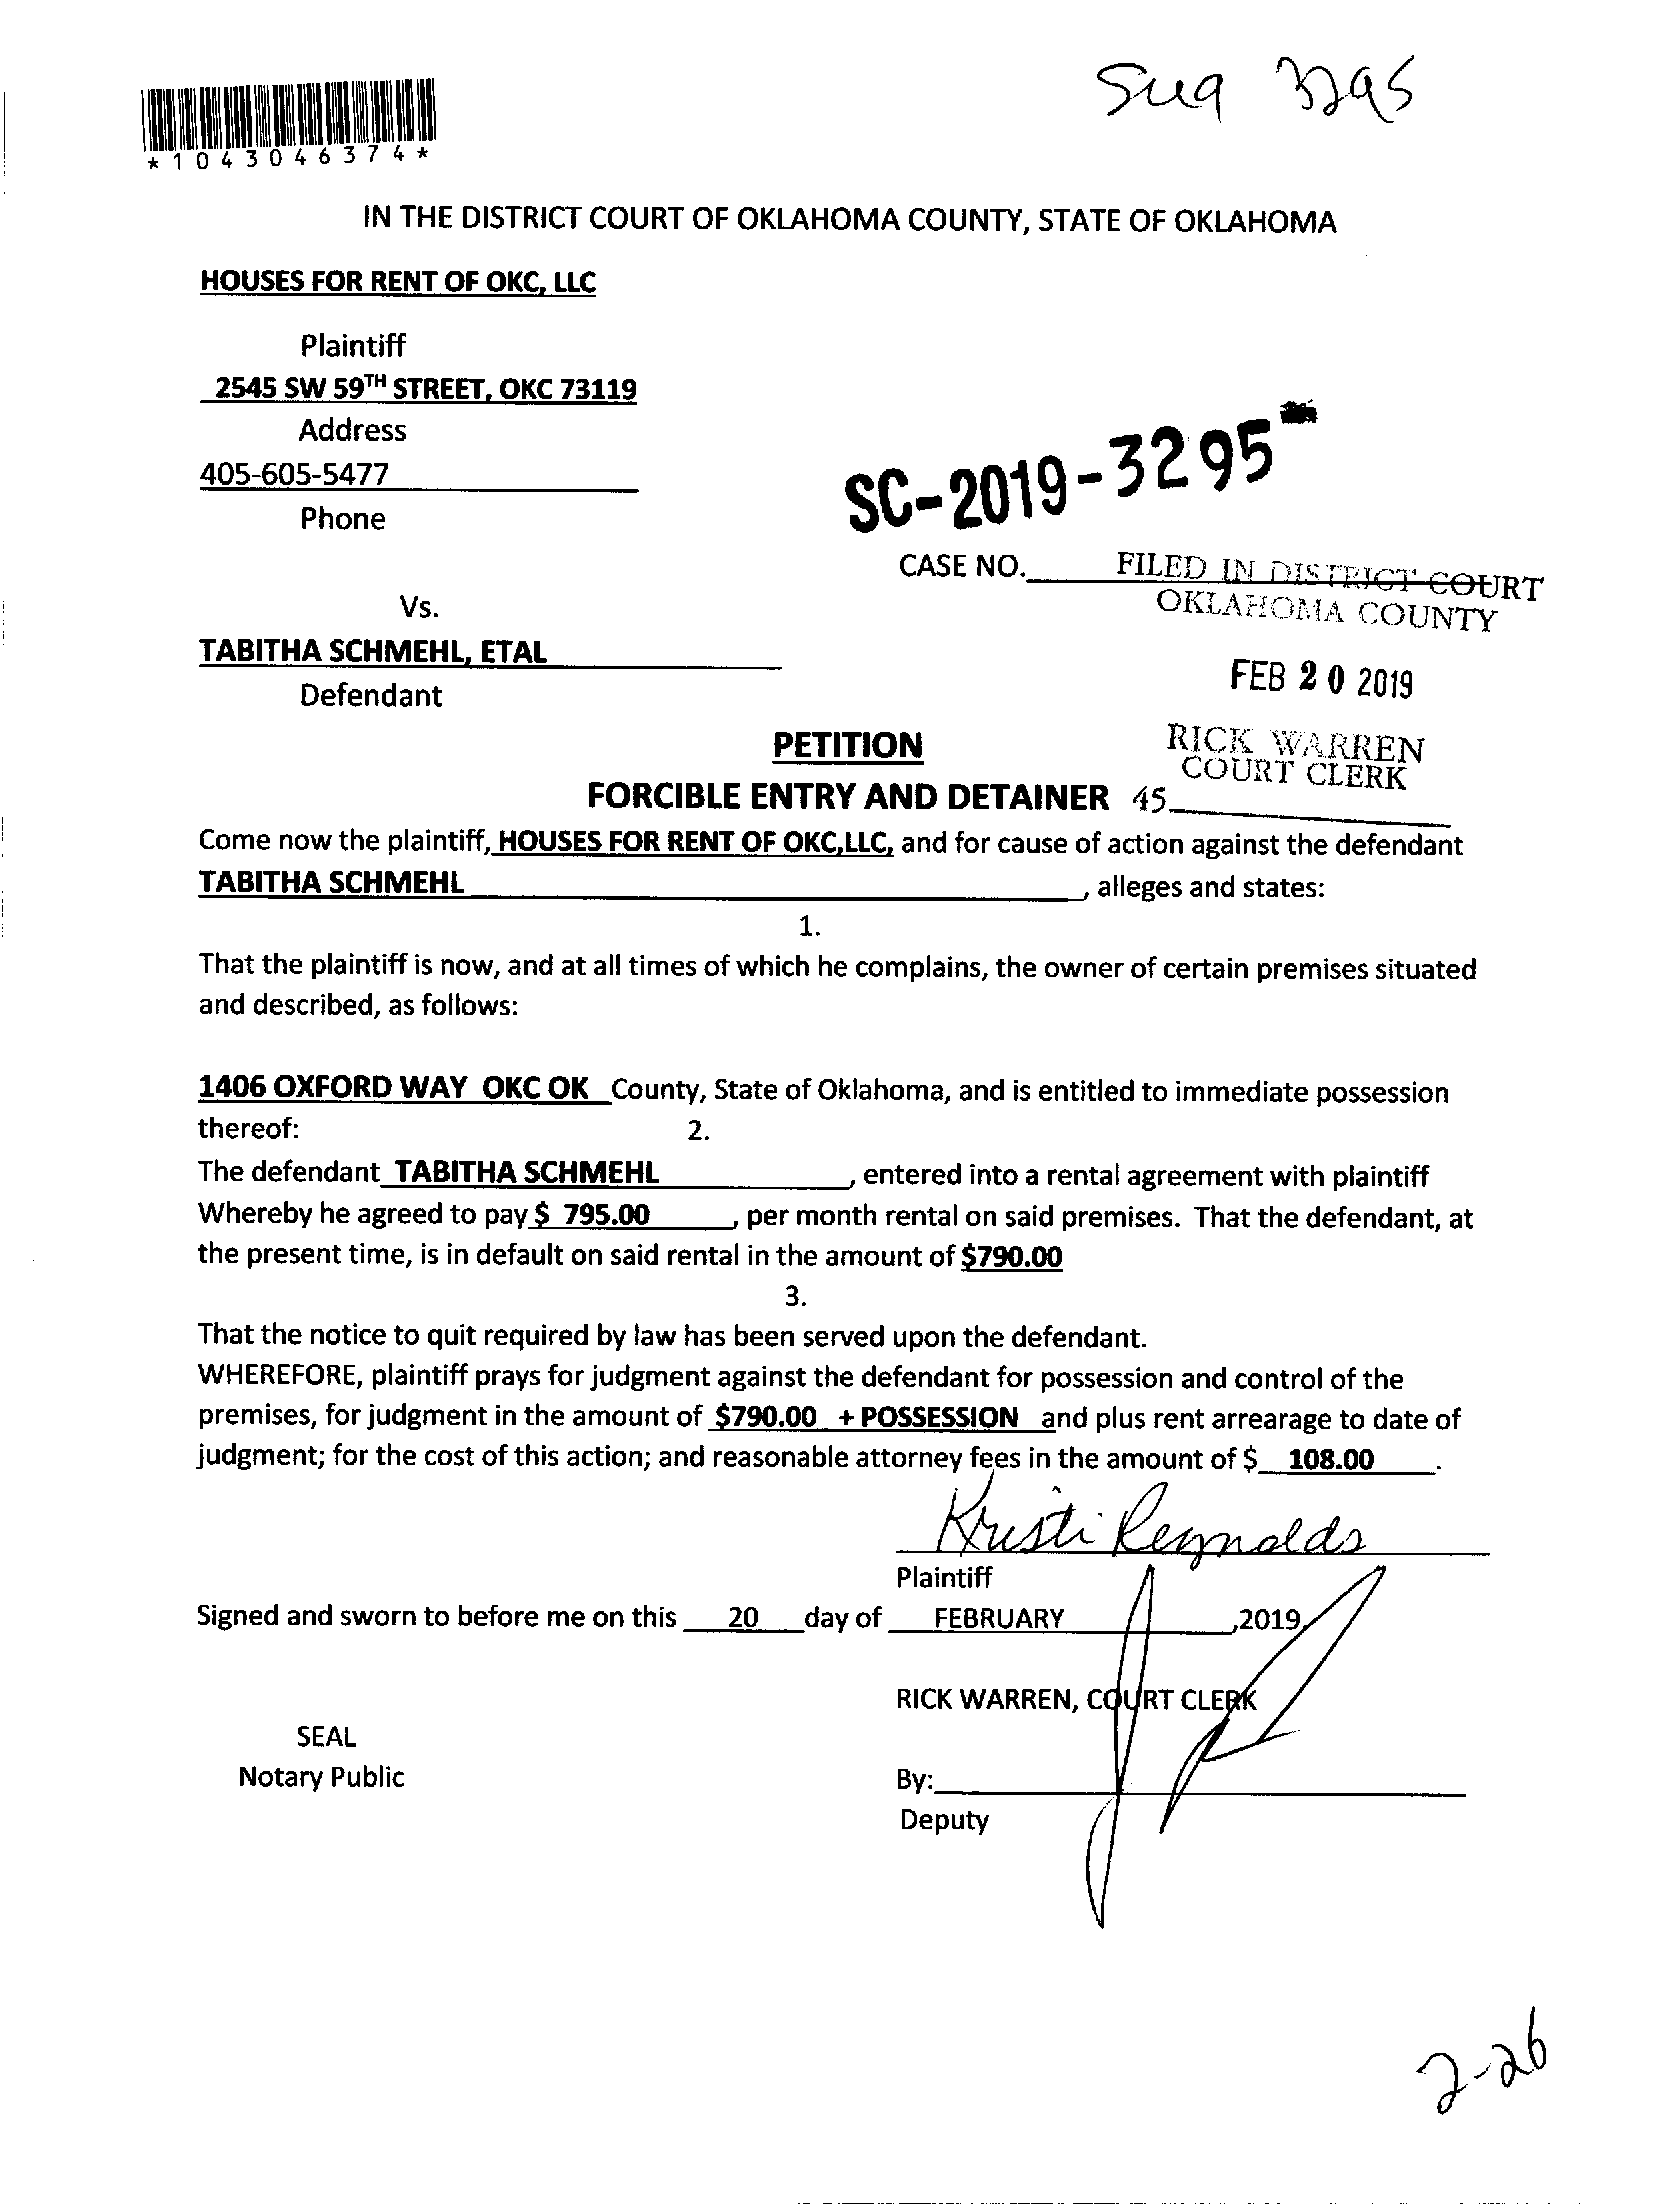 *1043046374*
IN THE DISTRICT COURT OF OKLAHOMA COUNTY, STATE OF OKLAHOMA
HOUSES FOR RENT OF OKC, LLC
Plaintiff
2545 SW 59TH STREET, OKC 73119
Address
405-605-5477
Phone
SC-2019-3295
CASE NO.
FILED IN DISTRICT COURT
OKLAHOMA COUNTY
Vs.
TABITHA SCHMEHL, ETAL
Defendant
FEB 20 2019
RICK WARREN
COURT CLERK
45
PETITION
FORCIBLE ENTRY AND DETAINER
Come now the plaintiff, HOUSES FOR RENT OF OKC,LLC, and for cause of action against the defendant
TABITHA SCHMEHL, alleges and states:
1.
That the plaintiff is now, and at all times of which he complains, the owner of certain premises situated
and described, as follows:
1406 OXFORD WAY OKC OK County, State of Oklahoma, and is entitled to immediate possession
thereof:
2.
The defendant TABITHA SCHMEHL, entered into a rental agreement with plaintiff
Whereby he agreed to pay $ 795.00, per month rental on said premises. That the defendant, at
the present time, is in default on said rental in the amount of $790.00
3.
That the notice to quit required by law has been served upon the defendant.
WHEREFORE, plaintiff prays for judgment against the defendant for possession and control of the
premises, for judgment in the amount of $790.00 + POSSESSION and plus rent arrearage to date of
judgment; for the cost of this action; and reasonable attorney fees in the amount of $ 108.00.
Kristi Reynolds
Plaintiff
Signed and sworn to before me on this 20 day of FEBRUARY ,2019,
RICK WARREN, COURT CLERK
SEAL
Notary Public
By:
Deputy
2-26